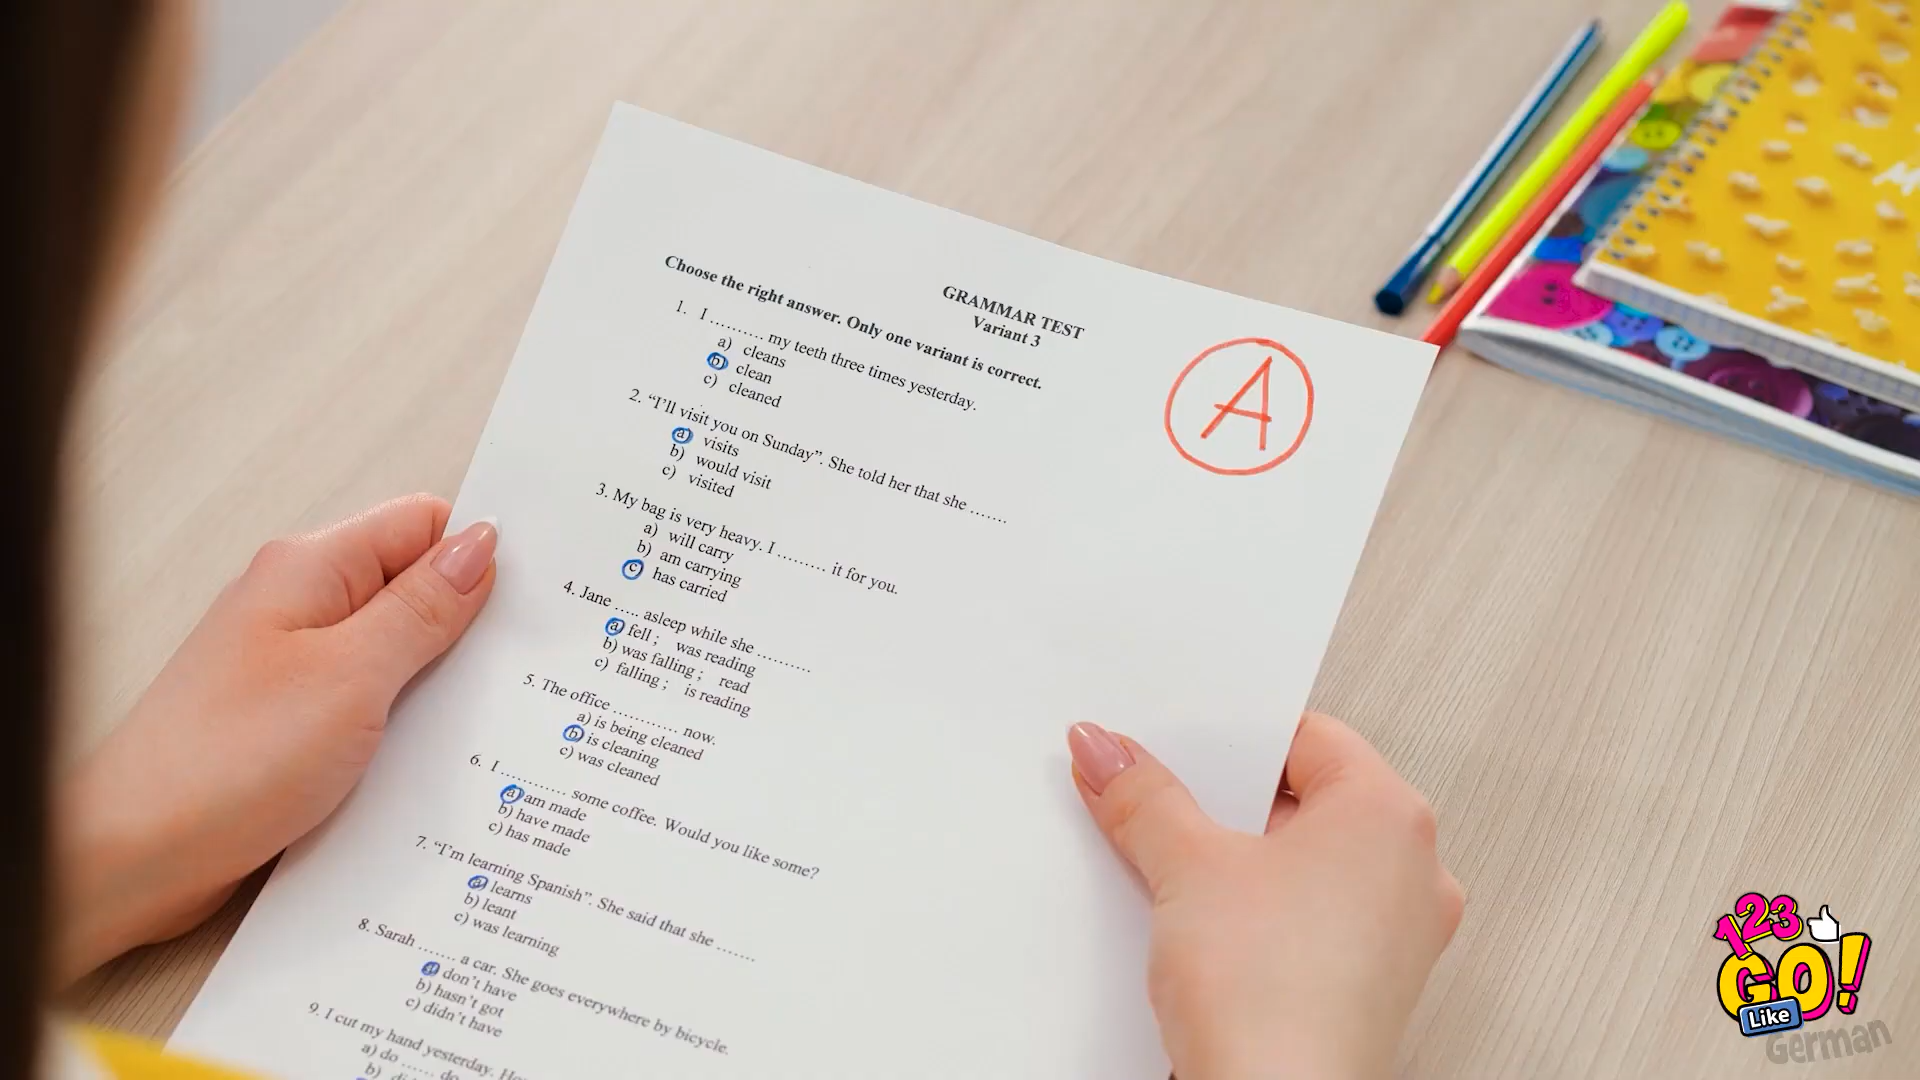 GRAMMAR TEST
Variant 3
Choose the right answer. Only one variant is correct.
1. I .......... my teeth three times yesterday.
a) cleans
b) clean
c) cleaned
2. “I’ll visit you on Sunday”. She told her that she .......
a) visits
b) would visit
c) visited
3. My bag is very heavy. I ......... it for you.
a) will carry
b) am carrying
c) has carried
4. Jane ..... asleep while she ..........
a) fell ; was reading
b) was falling ; read
c) falling ; is reading
5. The office ............ now.
a) is being cleaned
b) is cleaning
c) was cleaned
6. I ............ some coffee. Would you like some?
a) am made
b) have made
c) has made
7. “I’m learning Spanish”. She said that she .......
a) learns
b) leant
c) was learning
8. Sarah ...... a car. She goes everywhere by bicycle.
a) don’t have
b) hasn’t got
c) didn’t have
9. I cut my hand yesterday.
a) do ...... do
b)
A
123
GO!
Like
German